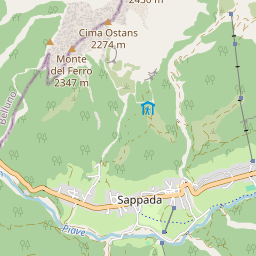 Cima Ostans
2274 m
Monte
del Ferro
2347 m
Belluno
Sappada
Piave